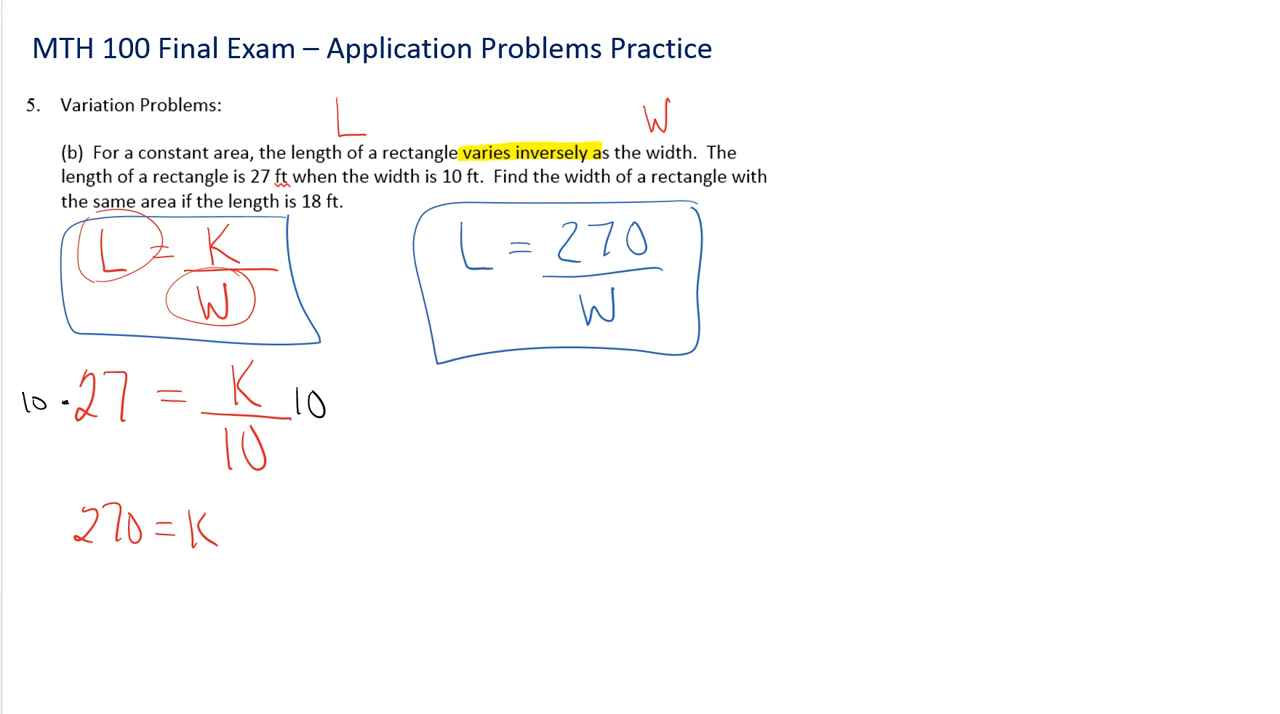 MTH 100 Final Exam – Application Problems Practice
5. Variation Problems:
L W
(b) For a constant area, the length of a rectangle varies inversely as the width. The
length of a rectangle is 27 ft when the width is 10 ft. Find the width of a rectangle with
the same area if the length is 18 ft.
L = K / W
L = 270 / W
10 · 27 = K / 10 10
270 = K